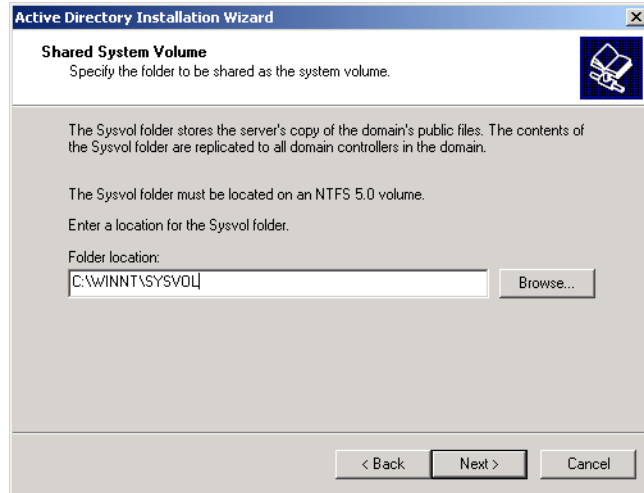 Active Directory Installation Wizard
Shared System Volume
Specify the folder to be shared as the system volume.
The Sysvol folder stores the server's copy of the domain's public files. The contents of
the Sysvol folder are replicated to all domain controllers in the domain.
The Sysvol folder must be located on an NTFS 5.0 volume.
Enter a location for the Sysvol folder.
Folder location:
C:\WINNT\SYSVOL
Browse...
< Back
Next >
Cancel